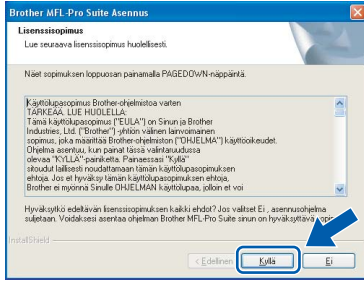 Brother MFL-Pro Suite Asennus
Lisenssisopimus
Lue seuraava lisenssisopimus huolellisesti.
Näet sopimuksen loppuosan painamalla PAGEDOWN-näppäintä.
Käyttölupasopimus Brother-ohjelmistoa varten
TÄRKEÄÄ. LUE HUOLELLA:
Tämä käyttölupasopimus ("EULA") on Sinun ja Brother
Industries, Ltd. ("Brother") -yhtiön välinen lainvoimainen
sopimus, joka määrittää Brother-ohjelmiston ("OHJELMA") käyttöoikeudet.
Ohjelma asentuu, kun painat tässä valintaruudussa
olevaa "KYLLÄ"-painiketta. Painaessasi "Kyllä"
sitoudut laillisesti noudattamaan tämän käyttölupasopimuksen
ehtoja. Jos et hyväksy tämän käyttölupasopimuksen ehtoja,
Brother ei myönnä Sinulle OHJELMAN käyttölupaa, jolloin et voi
Hyväksytkö edeltävän lisenssisopimuksen kaikki ehdot? Jos valitset Ei , asennusohjelma
suljetaan. Voidaksesi asentaa ohjelman Brother MFL-Pro Suite sinun on hyväksyttävä
InstallShield
< Edellinen
Kyllä
Ei